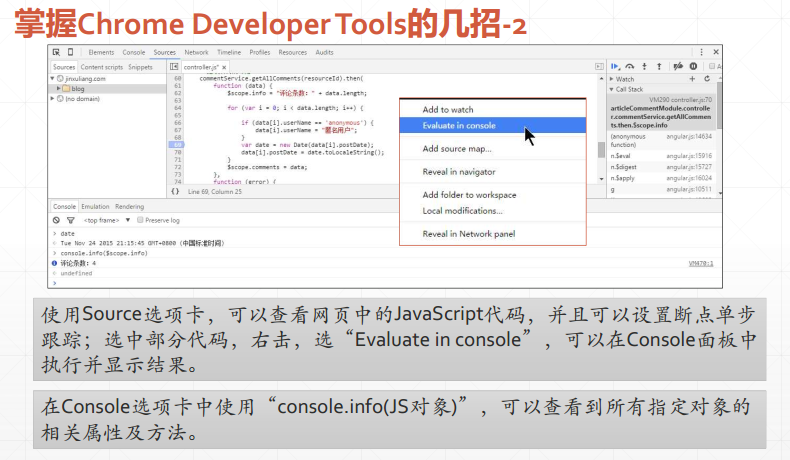 掌握Chrome Developer Tools的几招-2
Elements Console Sources Network Timeline Profiles Resources Audits
Sources Content scripts Snippets
controller.js* ×
jinxuliang.com
blog
(no domain)
60
61 commentService.getAllComments(resourceId).then(
62 function (data) {
63 $scope.info = "评论条数: " + data.length;
64
65 for (var i = 0; i < data.length; i++) {
66
67 if (data[i].userName == 'anonymous') {
68 data[i].userName = "匿名用户";
}
69 var date = new Date(data[i].postDate);
70 data[i].postDate = date.toLocaleString();
}
$scope.comments = data;
},
function (error) {
{} Line 69, Column 25
Add to watch
Evaluate in console
Add source map...
Reveal in navigator
Add folder to workspace
Local modifications...
Reveal in Network panel
Async
Watch
Call Stack
VM290 controller.js:70
articleCommentModule.controlle
r.commentService.getAllCommen
ts.then.$scope.info
(anonymous function) angular.js:14634
n.$eval angular.js:15916
n.$digest angular.js:15727
n.$apply angular.js:16024
g angular.js:10511
Console Emulation Rendering
<top frame> Preserve log
> date
Tue Nov 24 2015 21:15:45 GMT+0800 (中国标准时间)
> console.info($scope.info)
评论条数: 4 VM470:1
undefined
>
使用Source选项卡，可以查看网页中的JavaScript代码，并且可以设置断点单步
跟踪；选中部分代码，右击，选“Evaluate in console”，可以在Console面板中
执行并显示结果。
在Console选项卡中使用“console.info(JS对象)”，可以查看到所有指定对象的
相关属性及方法。